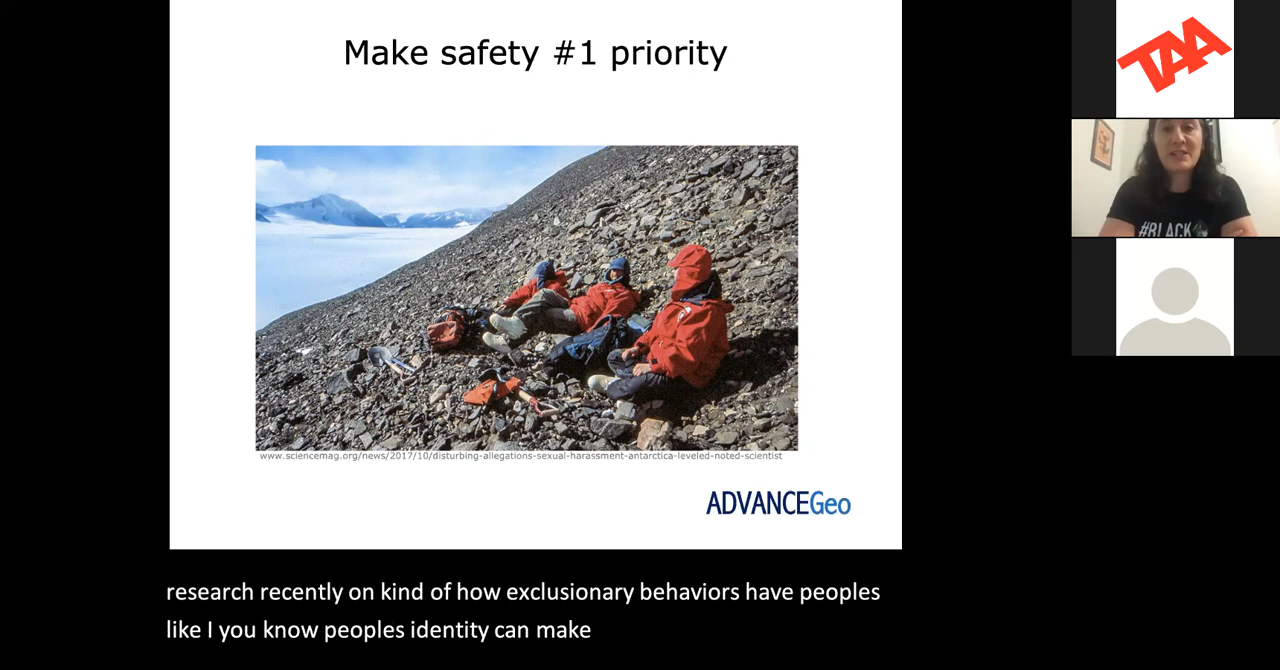 Make safety #1 priority
www.sciencemag.org/news/2017/10/disturbing-allegations-sexual-harassment-antarctica-leveled-noted-scientist
ADVANCEGeo
research recently on kind of how exclusionary behaviors have peoples
like I you know peoples identity can make
TAA
#BLACK